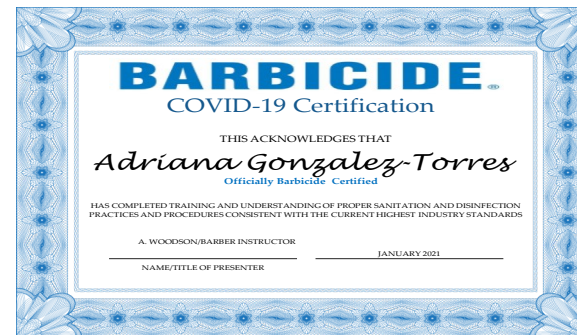 BARBICIDE®
COVID-19 Certification
THIS ACKNOWLEDGES THAT
Adriana Gonzalez-Torres
Officially Barbicide Certified
HAS COMPLETED TRAINING AND UNDERSTANDING OF PROPER SANITATION AND DISINFECTION
PRACTICES AND PROCEDURES CONSISTENT WITH THE CURRENT HIGHEST INDUSTRY STANDARDS
A. WOODSON/BARBER INSTRUCTOR
JANUARY 2021
NAME/TITLE OF PRESENTER